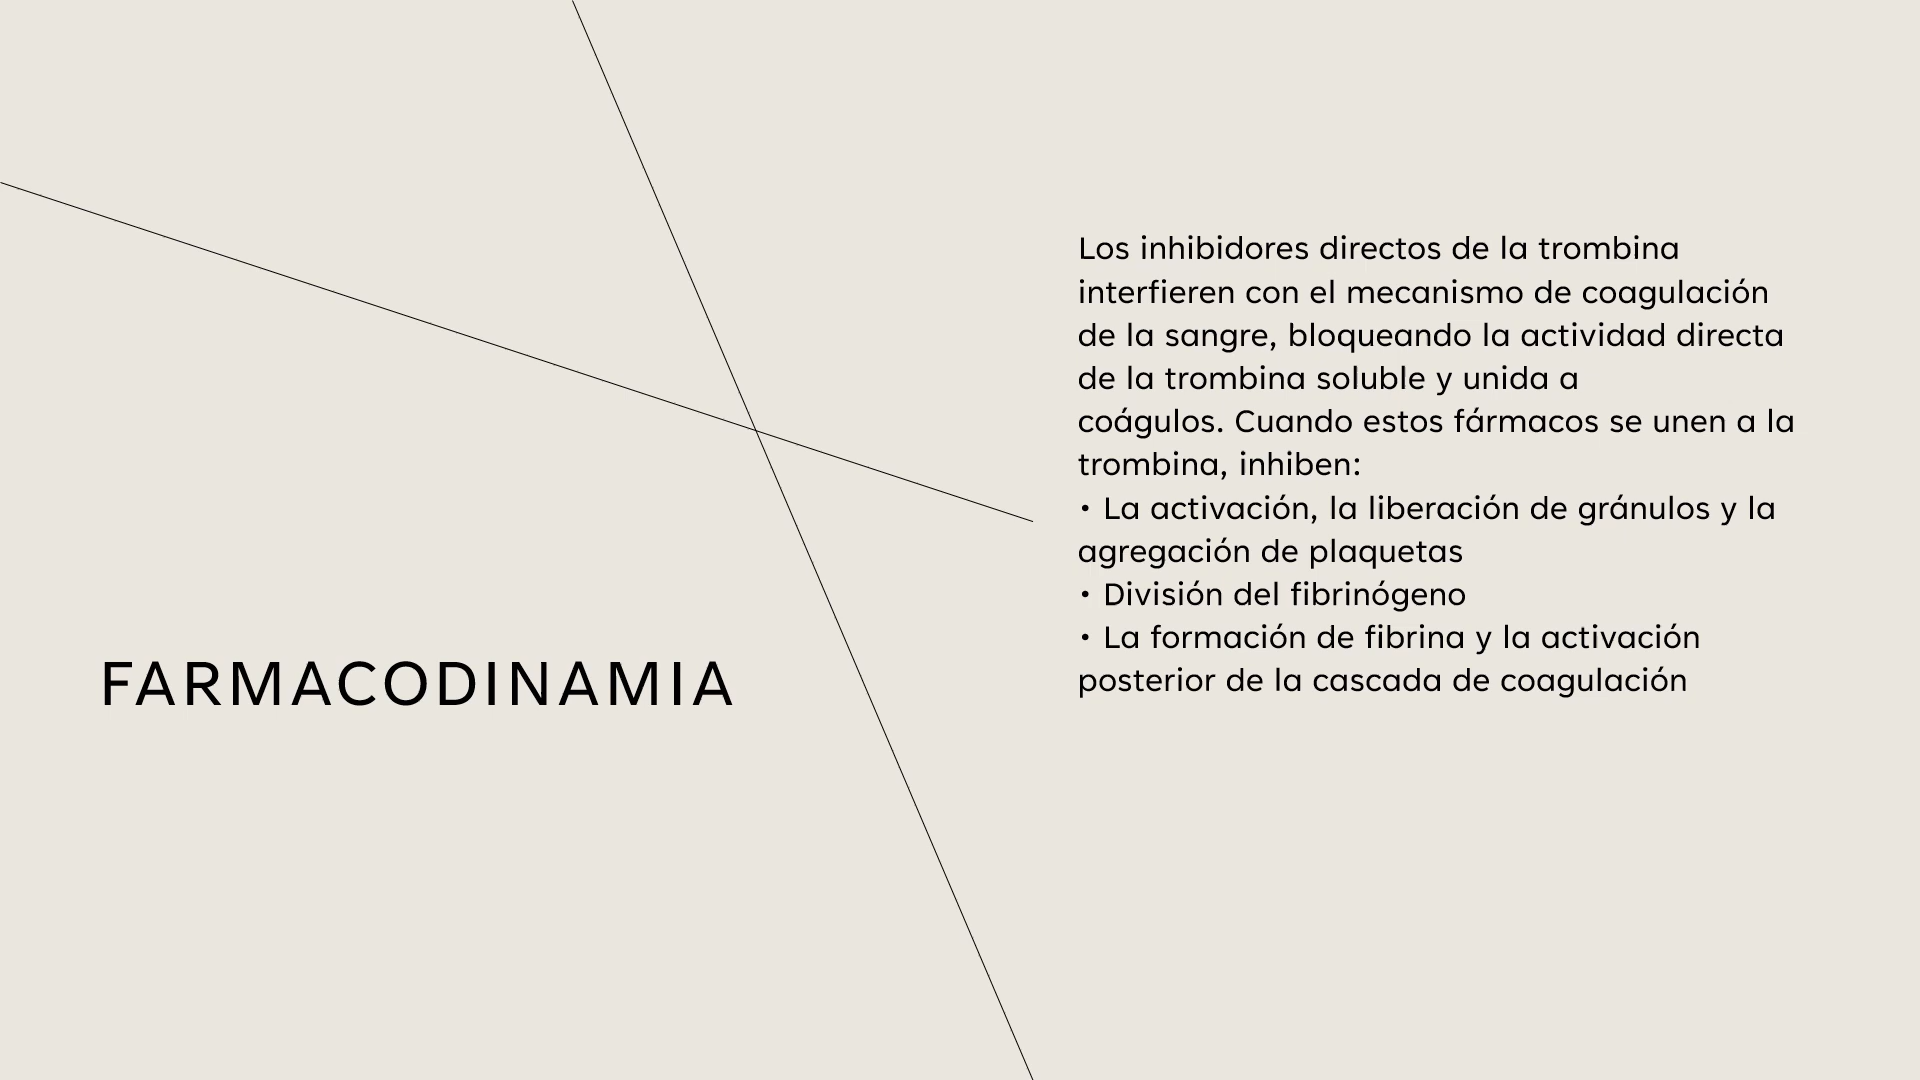 FARMACODINAMIA
Los inhibidores directos de la trombina
interfieren con el mecanismo de coagulación
de la sangre, bloqueando la actividad directa
de la trombina soluble y unida a
coágulos. Cuando estos fármacos se unen a la
trombina, inhiben:
• La activación, la liberación de gránulos y la
agregación de plaquetas
• División del fibrinógeno
• La formación de fibrina y la activación
posterior de la cascada de coagulación